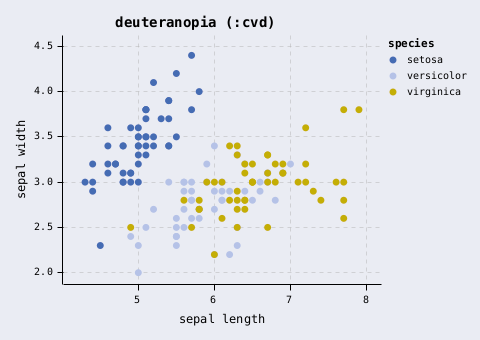 deuteranopia (:cvd)
species
setosa
versicolor
virginica
sepal width
4.5
4.0
3.5
3.0
2.5
2.0
5
6
7
8
sepal length